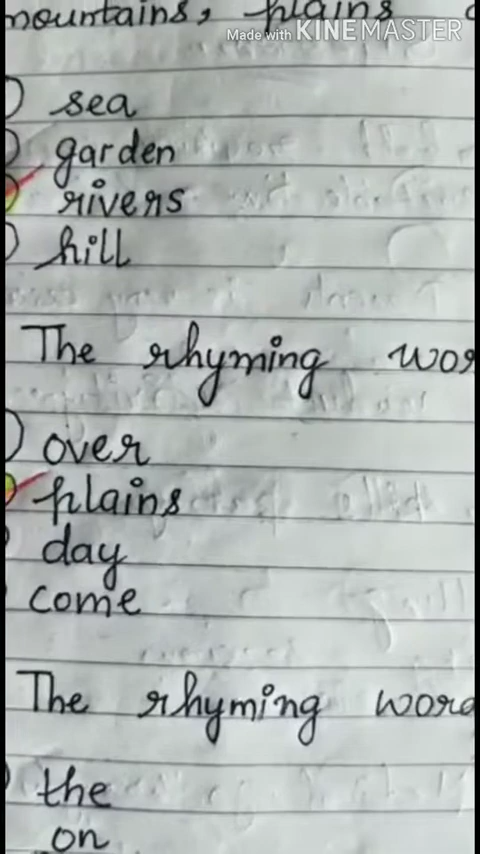 mountains, plains
Made with KINEMASTER
sea
garden
rivers
hill
The rhyming
over
plains
day
come
The rhyming word
the
on